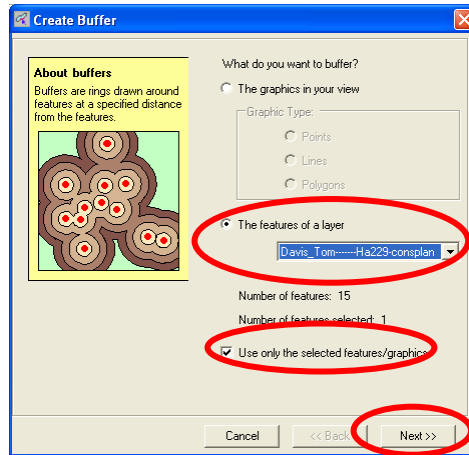 Create Buffer
About buffers
Buffers are rings drawn around
features at a specified distance
from the features.
What do you want to buffer?
The graphics in your view
Graphic Type:
Points
Lines
Polygons
The features of a layer
Davis_Tom------Ha229-consplan
Number of features: 15
Number of features selected: 1
Use only the selected features/graphics
Cancel
<< Back
Next >>